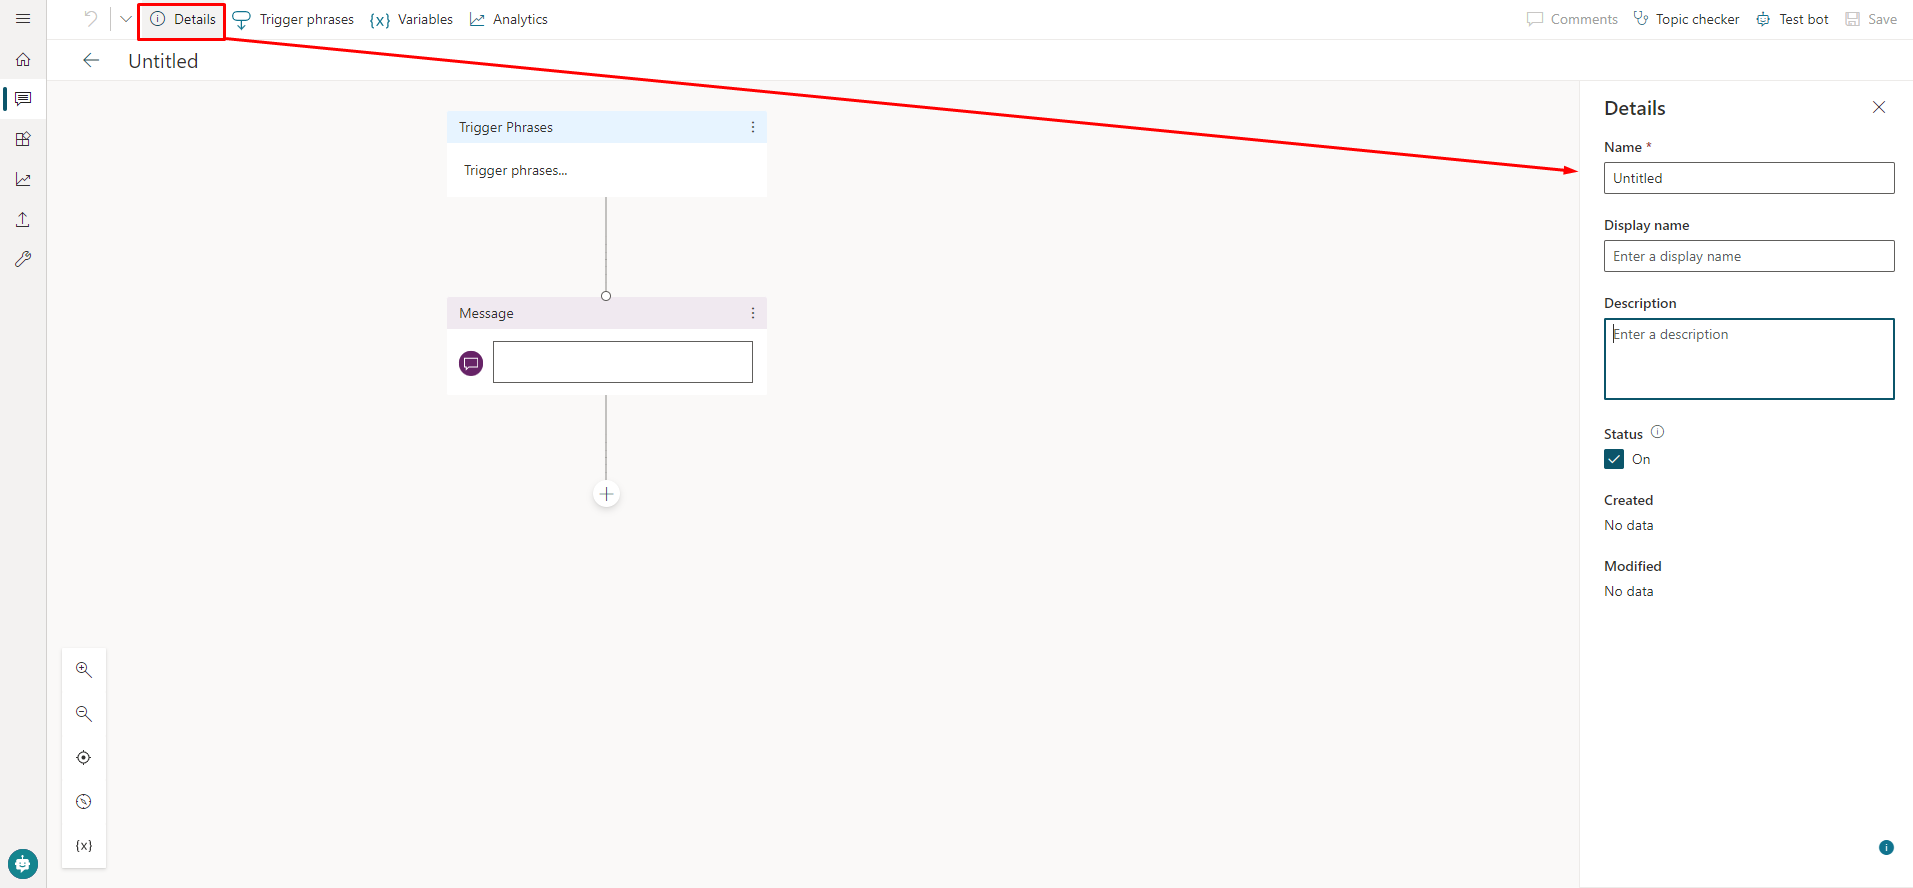 Details Trigger phrases {x} Variables Analytics Comments Topic checker Test bot Save
Untitled
Trigger Phrases
Trigger phrases...
Message
{x}
Details
Name *
Untitled
Display name
Enter a display name
Description
Enter a description
Status
On
Created
No data
Modified
No data